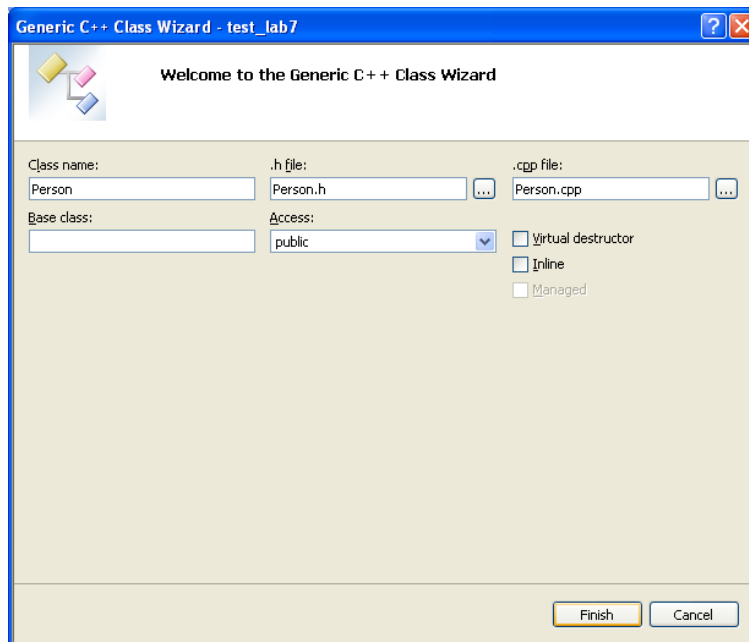 Generic C++ Class Wizard - test_lab7
Welcome to the Generic C++ Class Wizard
Class name: .h file: .cpp file:
Person Person.h ... Person.cpp ...
Base class: Access:
public Virtual destructor
Inline
Managed
Finish Cancel